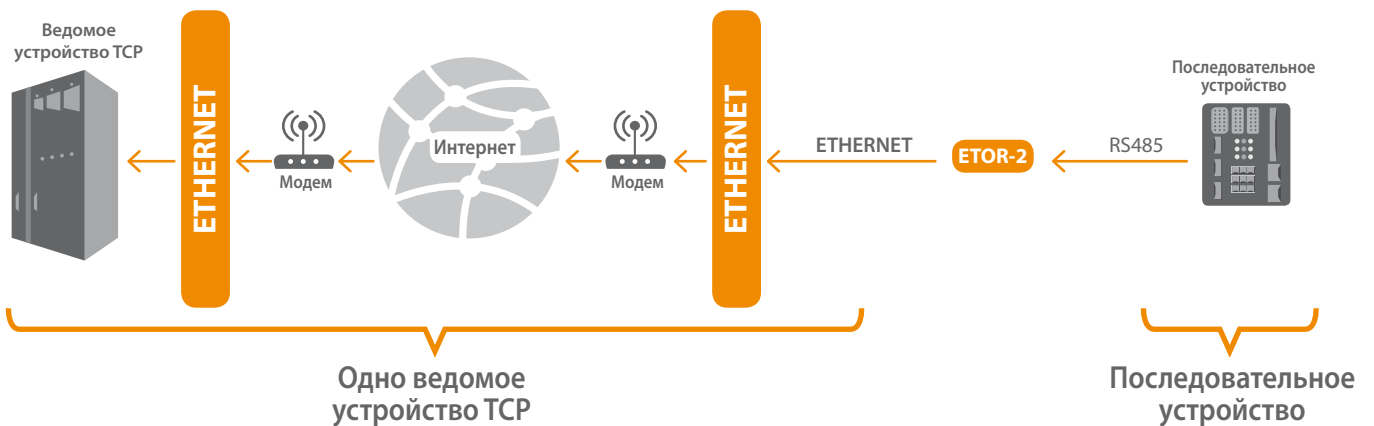 Ведомое
устройство TCP
ETHERNET
Модем
Интернет
Модем
ETHERNET
ETHERNET
ETOR-2
RS485
Последовательное
устройство
Одно ведомое
устройство TCP
Последовательное
устройство